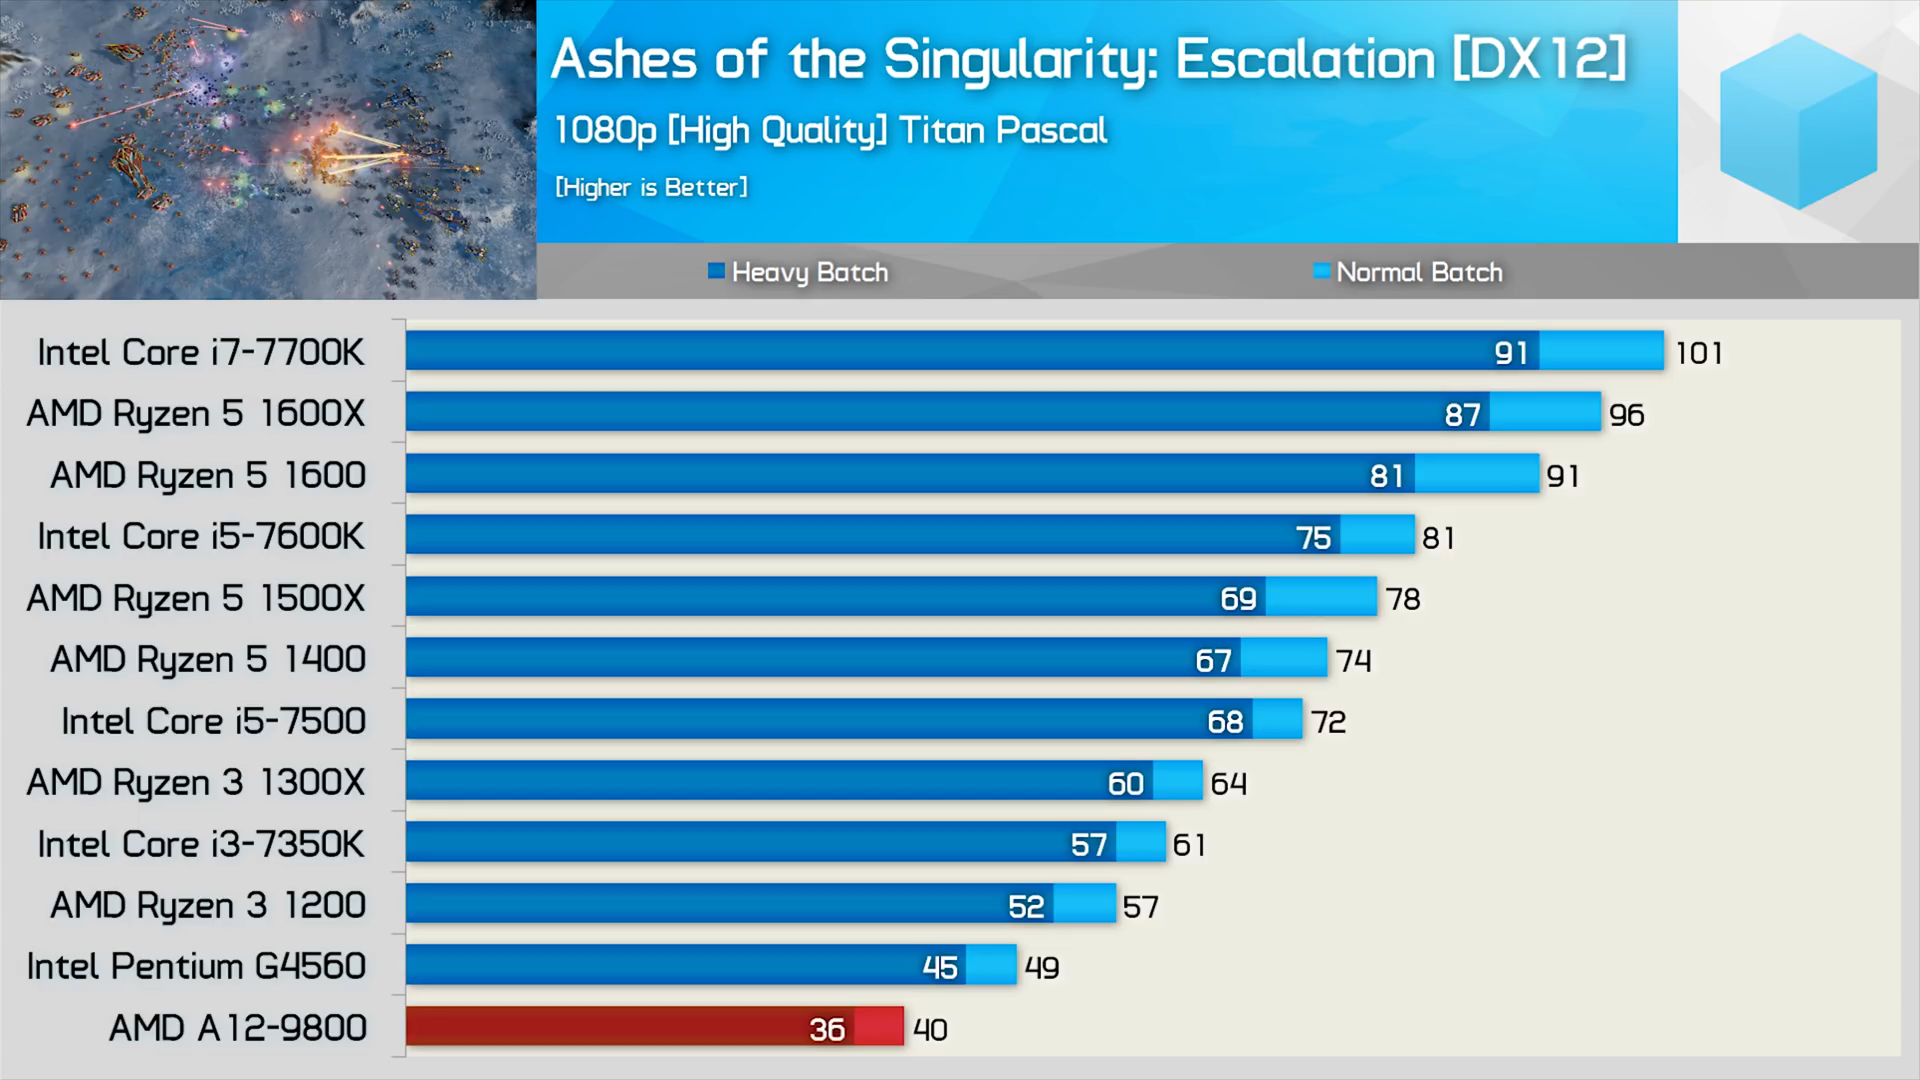 Ashes of the Singularity: Escalation [DX12]
1080p [High Quality] Titan Pascal
[Higher is Better]
Heavy Batch Normal Batch
Intel Core i7-7700K 91 101
AMD Ryzen 5 1600X 87 96
AMD Ryzen 5 1600 81 91
Intel Core i5-7600K 75 81
AMD Ryzen 5 1500X 69 78
AMD Ryzen 5 1400 67 74
Intel Core i5-7500 68 72
AMD Ryzen 3 1300X 60 64
Intel Core i3-7350K 57 61
AMD Ryzen 3 1200 52 57
Intel Pentium G4560 45 49
AMD A12-9800 36 40